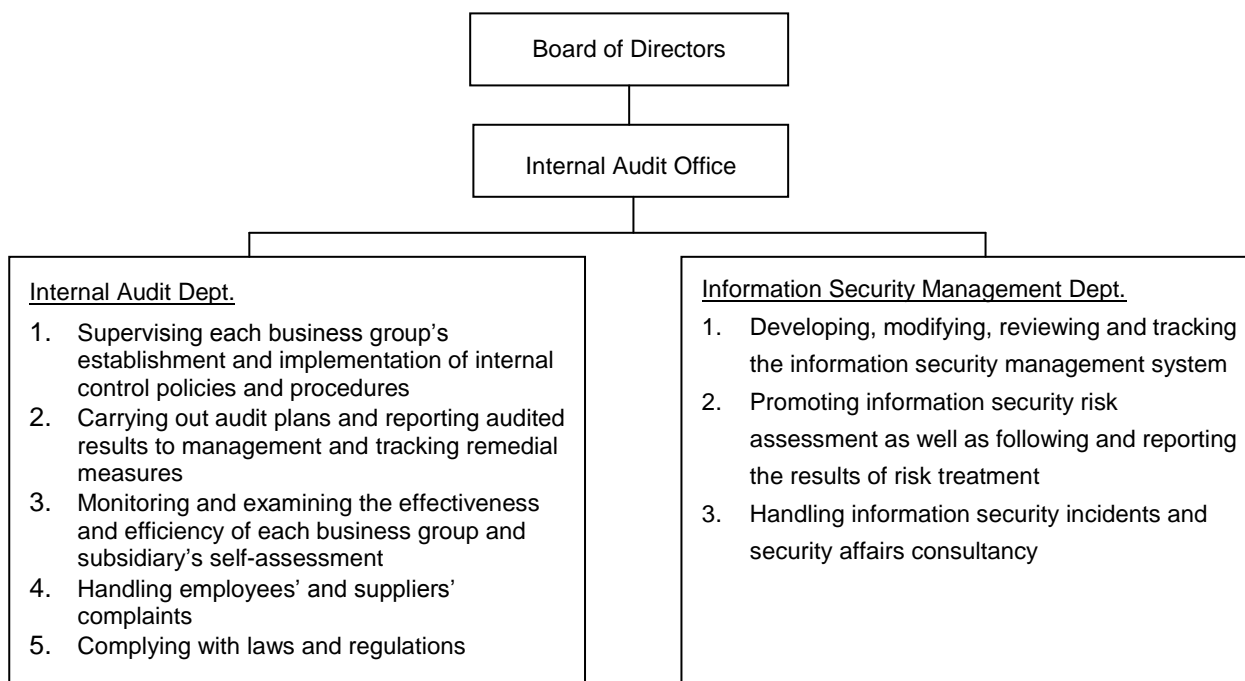 Board of Directors
Internal Audit Office
Internal Audit Dept.
1. Supervising each business group’s
establishment and implementation of internal
control policies and procedures
2. Carrying out audit plans and reporting audited
results to management and tracking remedial
measures
3. Monitoring and examining the effectiveness
and efficiency of each business group and
subsidiary’s self-assessment
4. Handling employees’ and suppliers’
complaints
5. Complying with laws and regulations
Information Security Management Dept.
1. Developing, modifying, reviewing and tracking
the information security management system
2. Promoting information security risk
assessment as well as following and reporting
the results of risk treatment
3. Handling information security incidents and
security affairs consultancy